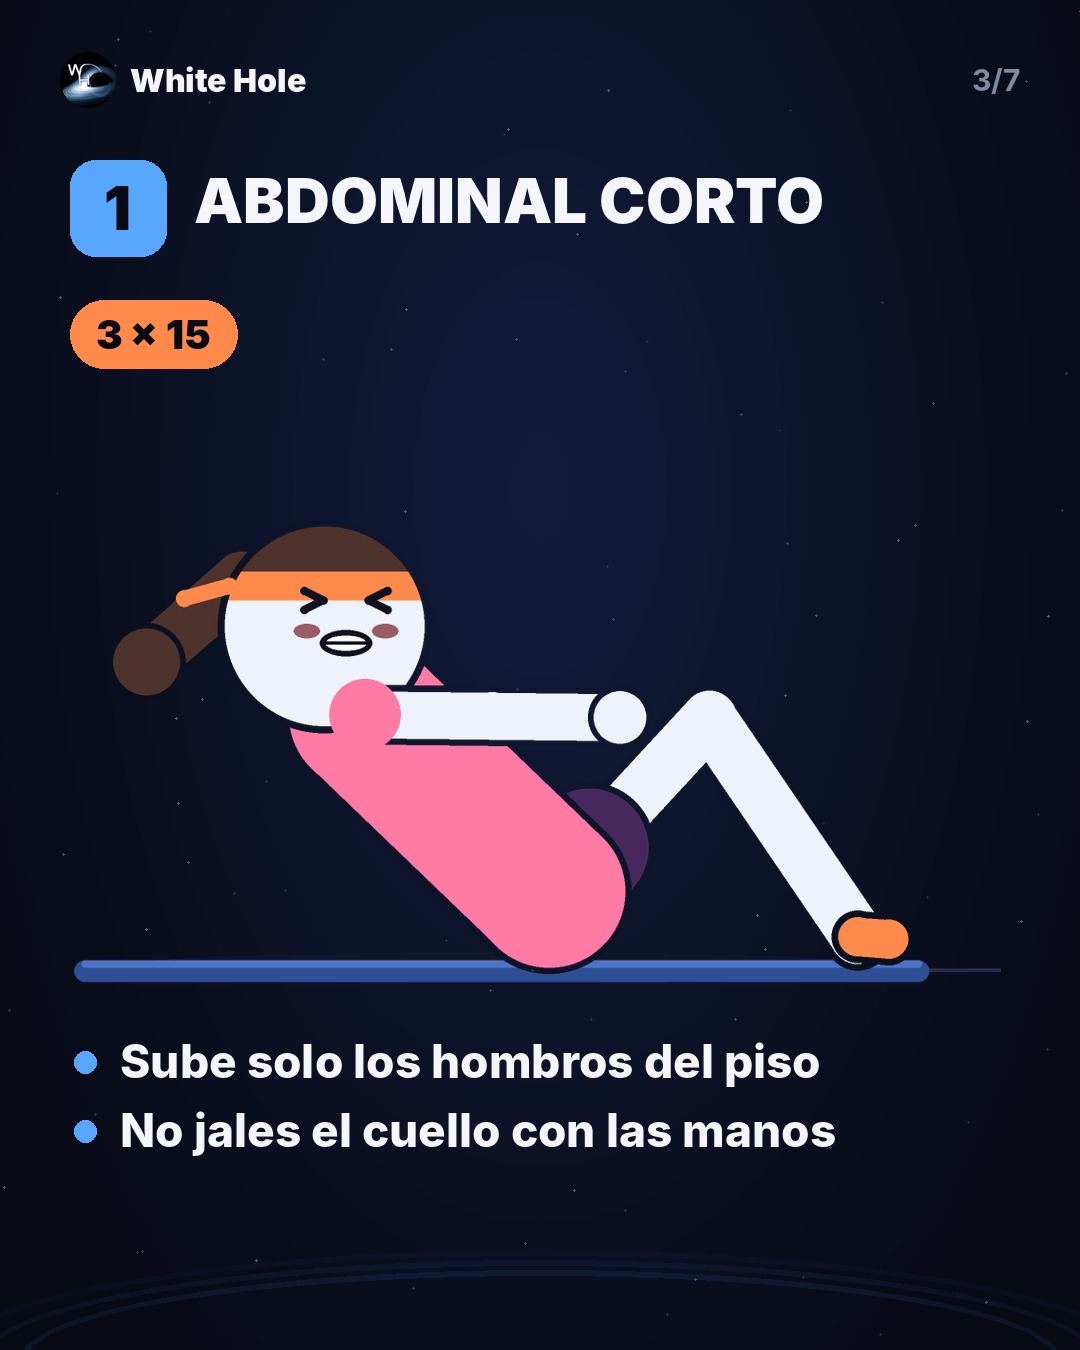 White Hole
3/7
1
ABDOMINAL CORTO
3 × 15
Sube solo los hombros del piso
No jales el cuello con las manos